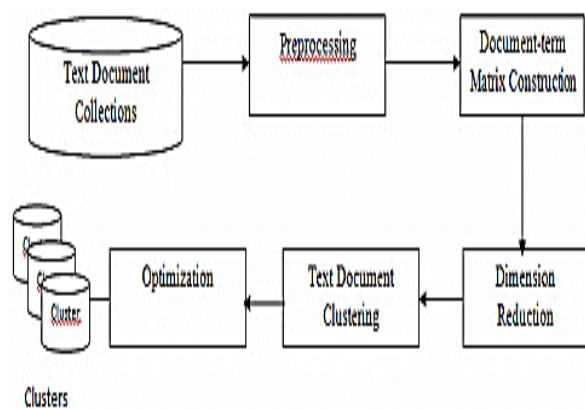 Text Document
Collections
Preprocessing
Document-term
Matrix Construction
Dimension
Reduction
Text Document
Clustering
Optimization
Cluster
Clusters